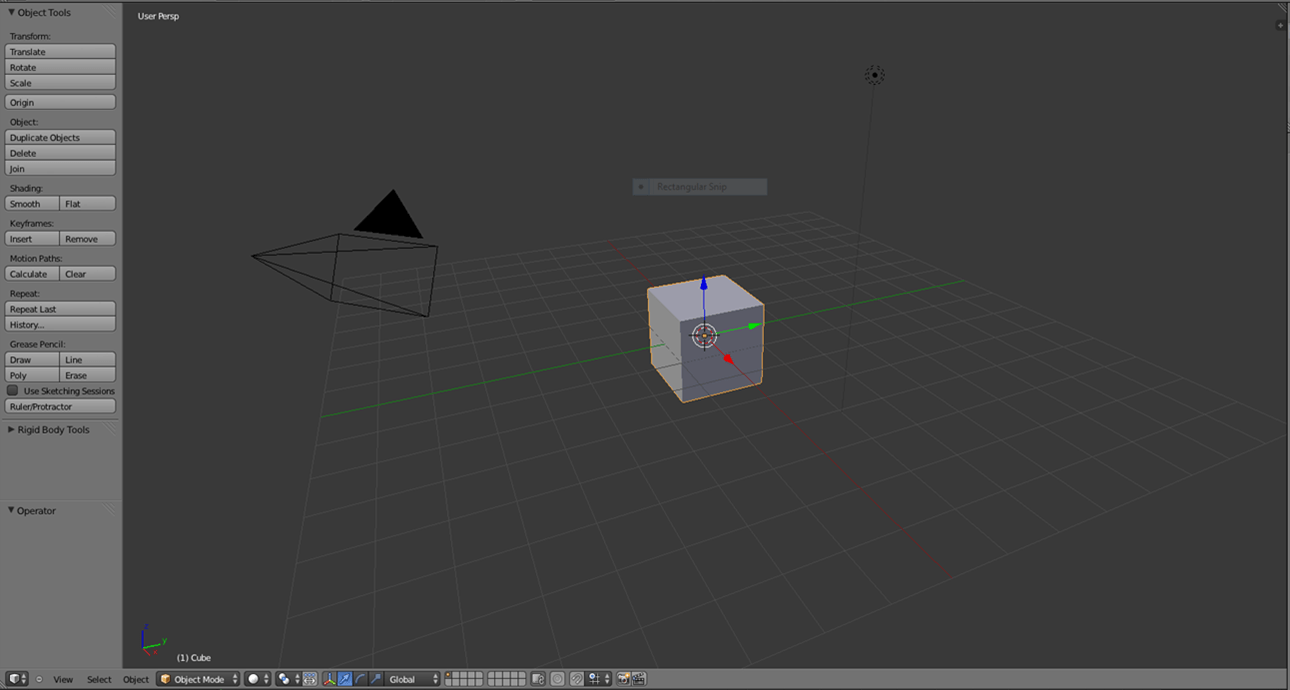 Object Tools
Transform:
Translate
Rotate
Scale
Origin
Object:
Duplicate Objects
Delete
Join
Shading:
Smooth Flat
Keyframes:
Insert Remove
Motion Paths:
Calculate Clear
Repeat:
Repeat Last
History...
Grease Pencil:
Draw Line
Poly Erase
Use Sketching Sessions
Ruler/Protractor
Rigid Body Tools
Operator
User Persp
Rectangular Snip
z
y
x
(1) Cube
View Select Object Object Mode Global